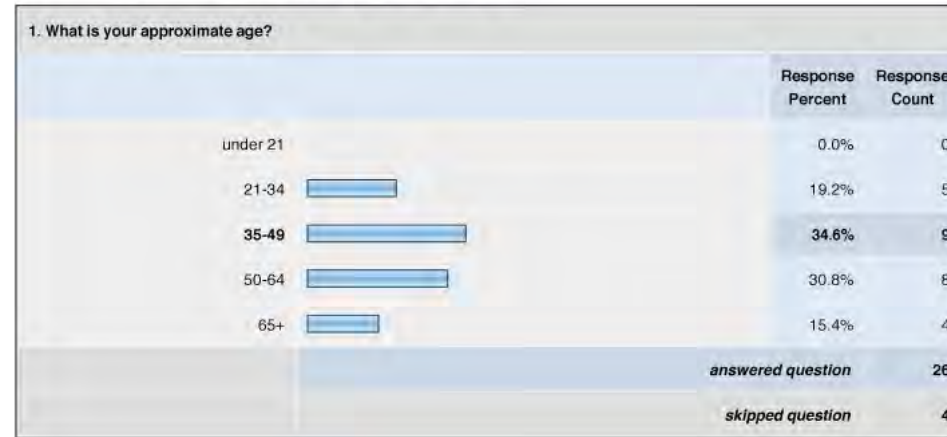 1. What is your approximate age?
Response Percent Response Count
under 21 0.0% 0
21-34 19.2% 5
35-49 34.6% 9
50-64 30.8% 8
65+ 15.4% 4
answered question 26
skipped question 4